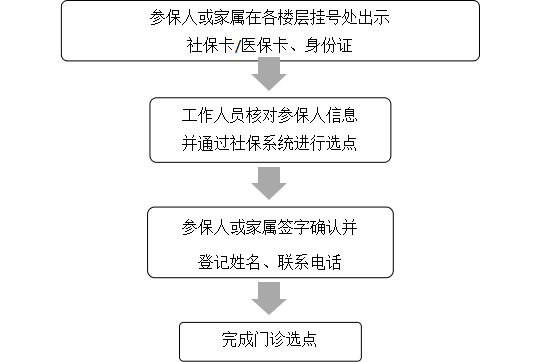 参保人或家属在各楼层挂号处出示
社保卡/医保卡、身份证
工作人员核对参保人信息
并通过社保系统进行选点
参保人或家属签字确认并
登记姓名、联系电话
完成门诊选点